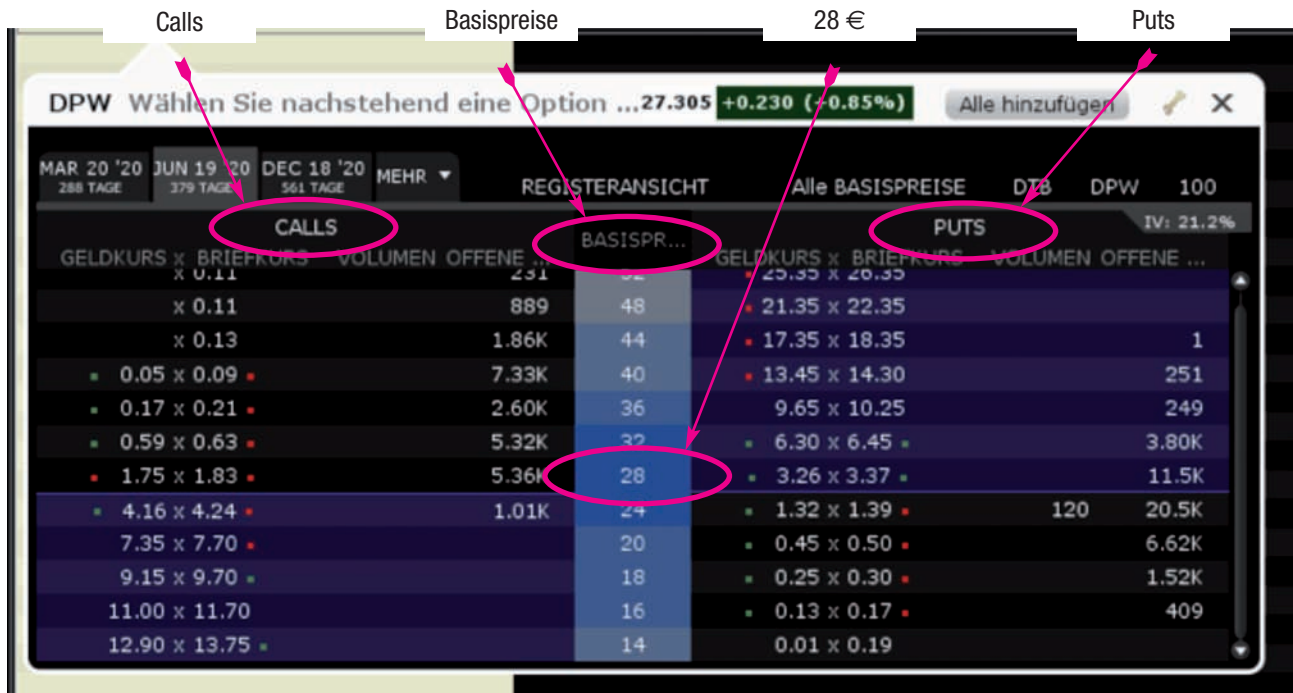 Calls Basispreise 28 € Puts
DPW Wählen Sie nachstehend eine Option ...27.305 +0.230 (+0.85%) Alle hinzufügen X
MAR 20 '20 JUN 19 '20 DEC 18 '20 MEHR ▼ REGISTERANSICHT Alle BASISPREISE DTB DPW 100
288 TAGE 379 TAGE 561 TAGE
CALLS BASISPR... PUTS IV: 21.2%
GELDKURS x BRIEFKURS VOLUMEN OFFENE ... GELDKURS x BRIEFKURS VOLUMEN OFFENE ...
x 0.11 231 52 25.35 x 26.35
x 0.11 889 48 21.35 x 22.35
x 0.13 1.86K 44 17.35 x 18.35 1
0.05 x 0.09 7.33K 40 13.45 x 14.30 251
0.17 x 0.21 2.60K 36 9.65 x 10.25 249
0.59 x 0.63 5.32K 32 6.30 x 6.45 3.80K
1.75 x 1.83 5.36K 28 3.26 x 3.37 11.5K
4.16 x 4.24 1.01K 24 1.32 x 1.39 120 20.5K
7.35 x 7.70 20 0.45 x 0.50 6.62K
9.15 x 9.70 18 0.25 x 0.30 1.52K
11.00 x 11.70 16 0.13 x 0.17 409
12.90 x 13.75 14 0.01 x 0.19